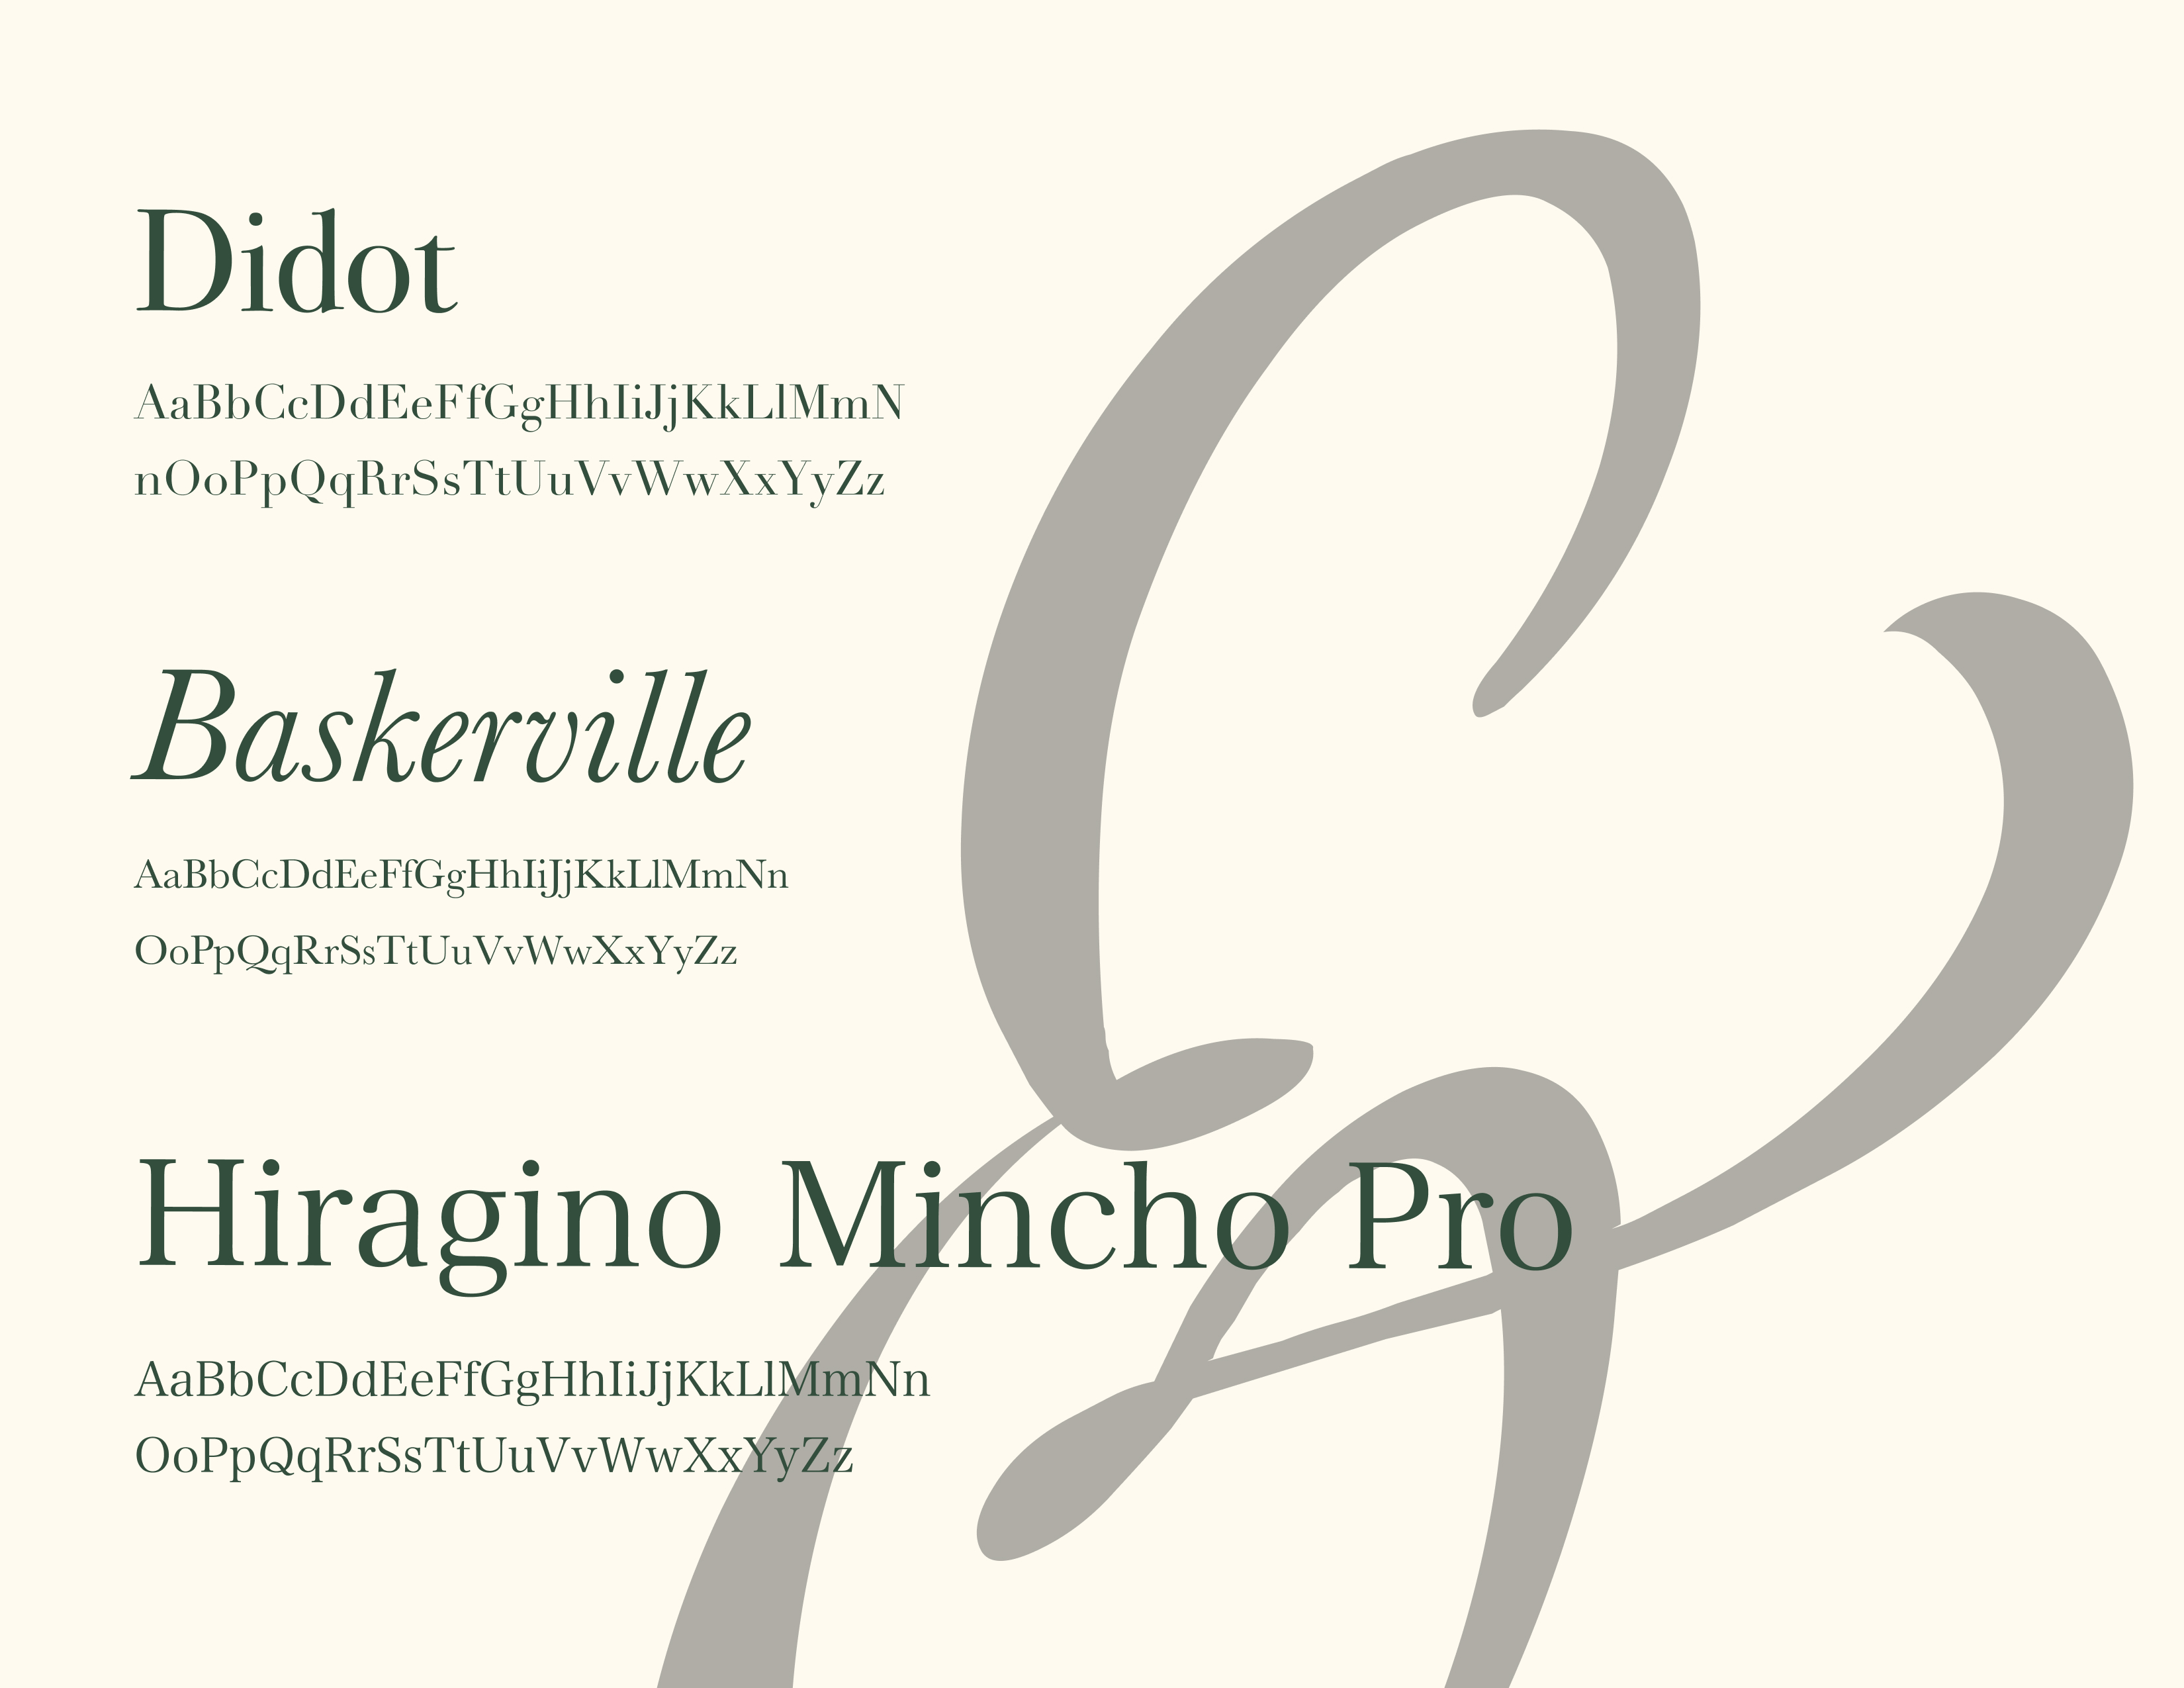 Didot
AaBbCcDdEeFfGgHhIiJjKkLlMmN
nOoPpQqRrSsTtUuVvWwXxYyZz
Baskerville
AaBbCcDdEeFfGgHhIiJjKkLlMmNn
OoPpQqRrSsTtUuVvWwXxYyZz
Hiragino Mincho Pro
AaBbCcDdEeFfGgHhIiJjKkLlMmNn
OoPpQqRrSsTtUuVvWwXxYyZz